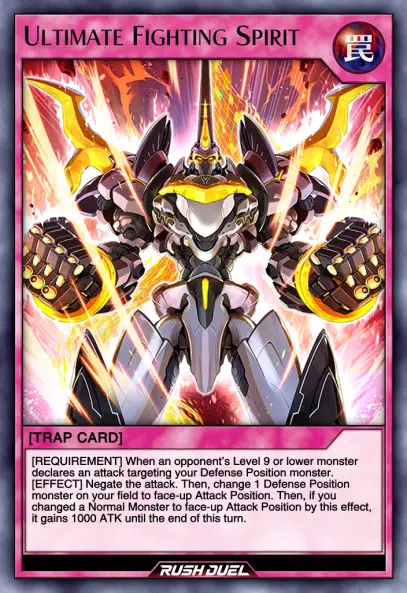 Ultimate Fighting Spirit
罠
[TRAP CARD]
[REQUIREMENT] When an opponent's Level 9 or lower monster
declares an attack targeting your Defense Position monster.
[EFFECT] Negate the attack. Then, change 1 Defense Position
monster on your field to face-up Attack Position. Then, if you
changed a Normal Monster to face-up Attack Position by this effect,
it gains 1000 ATK until the end of this turn.
RUSH DUEL